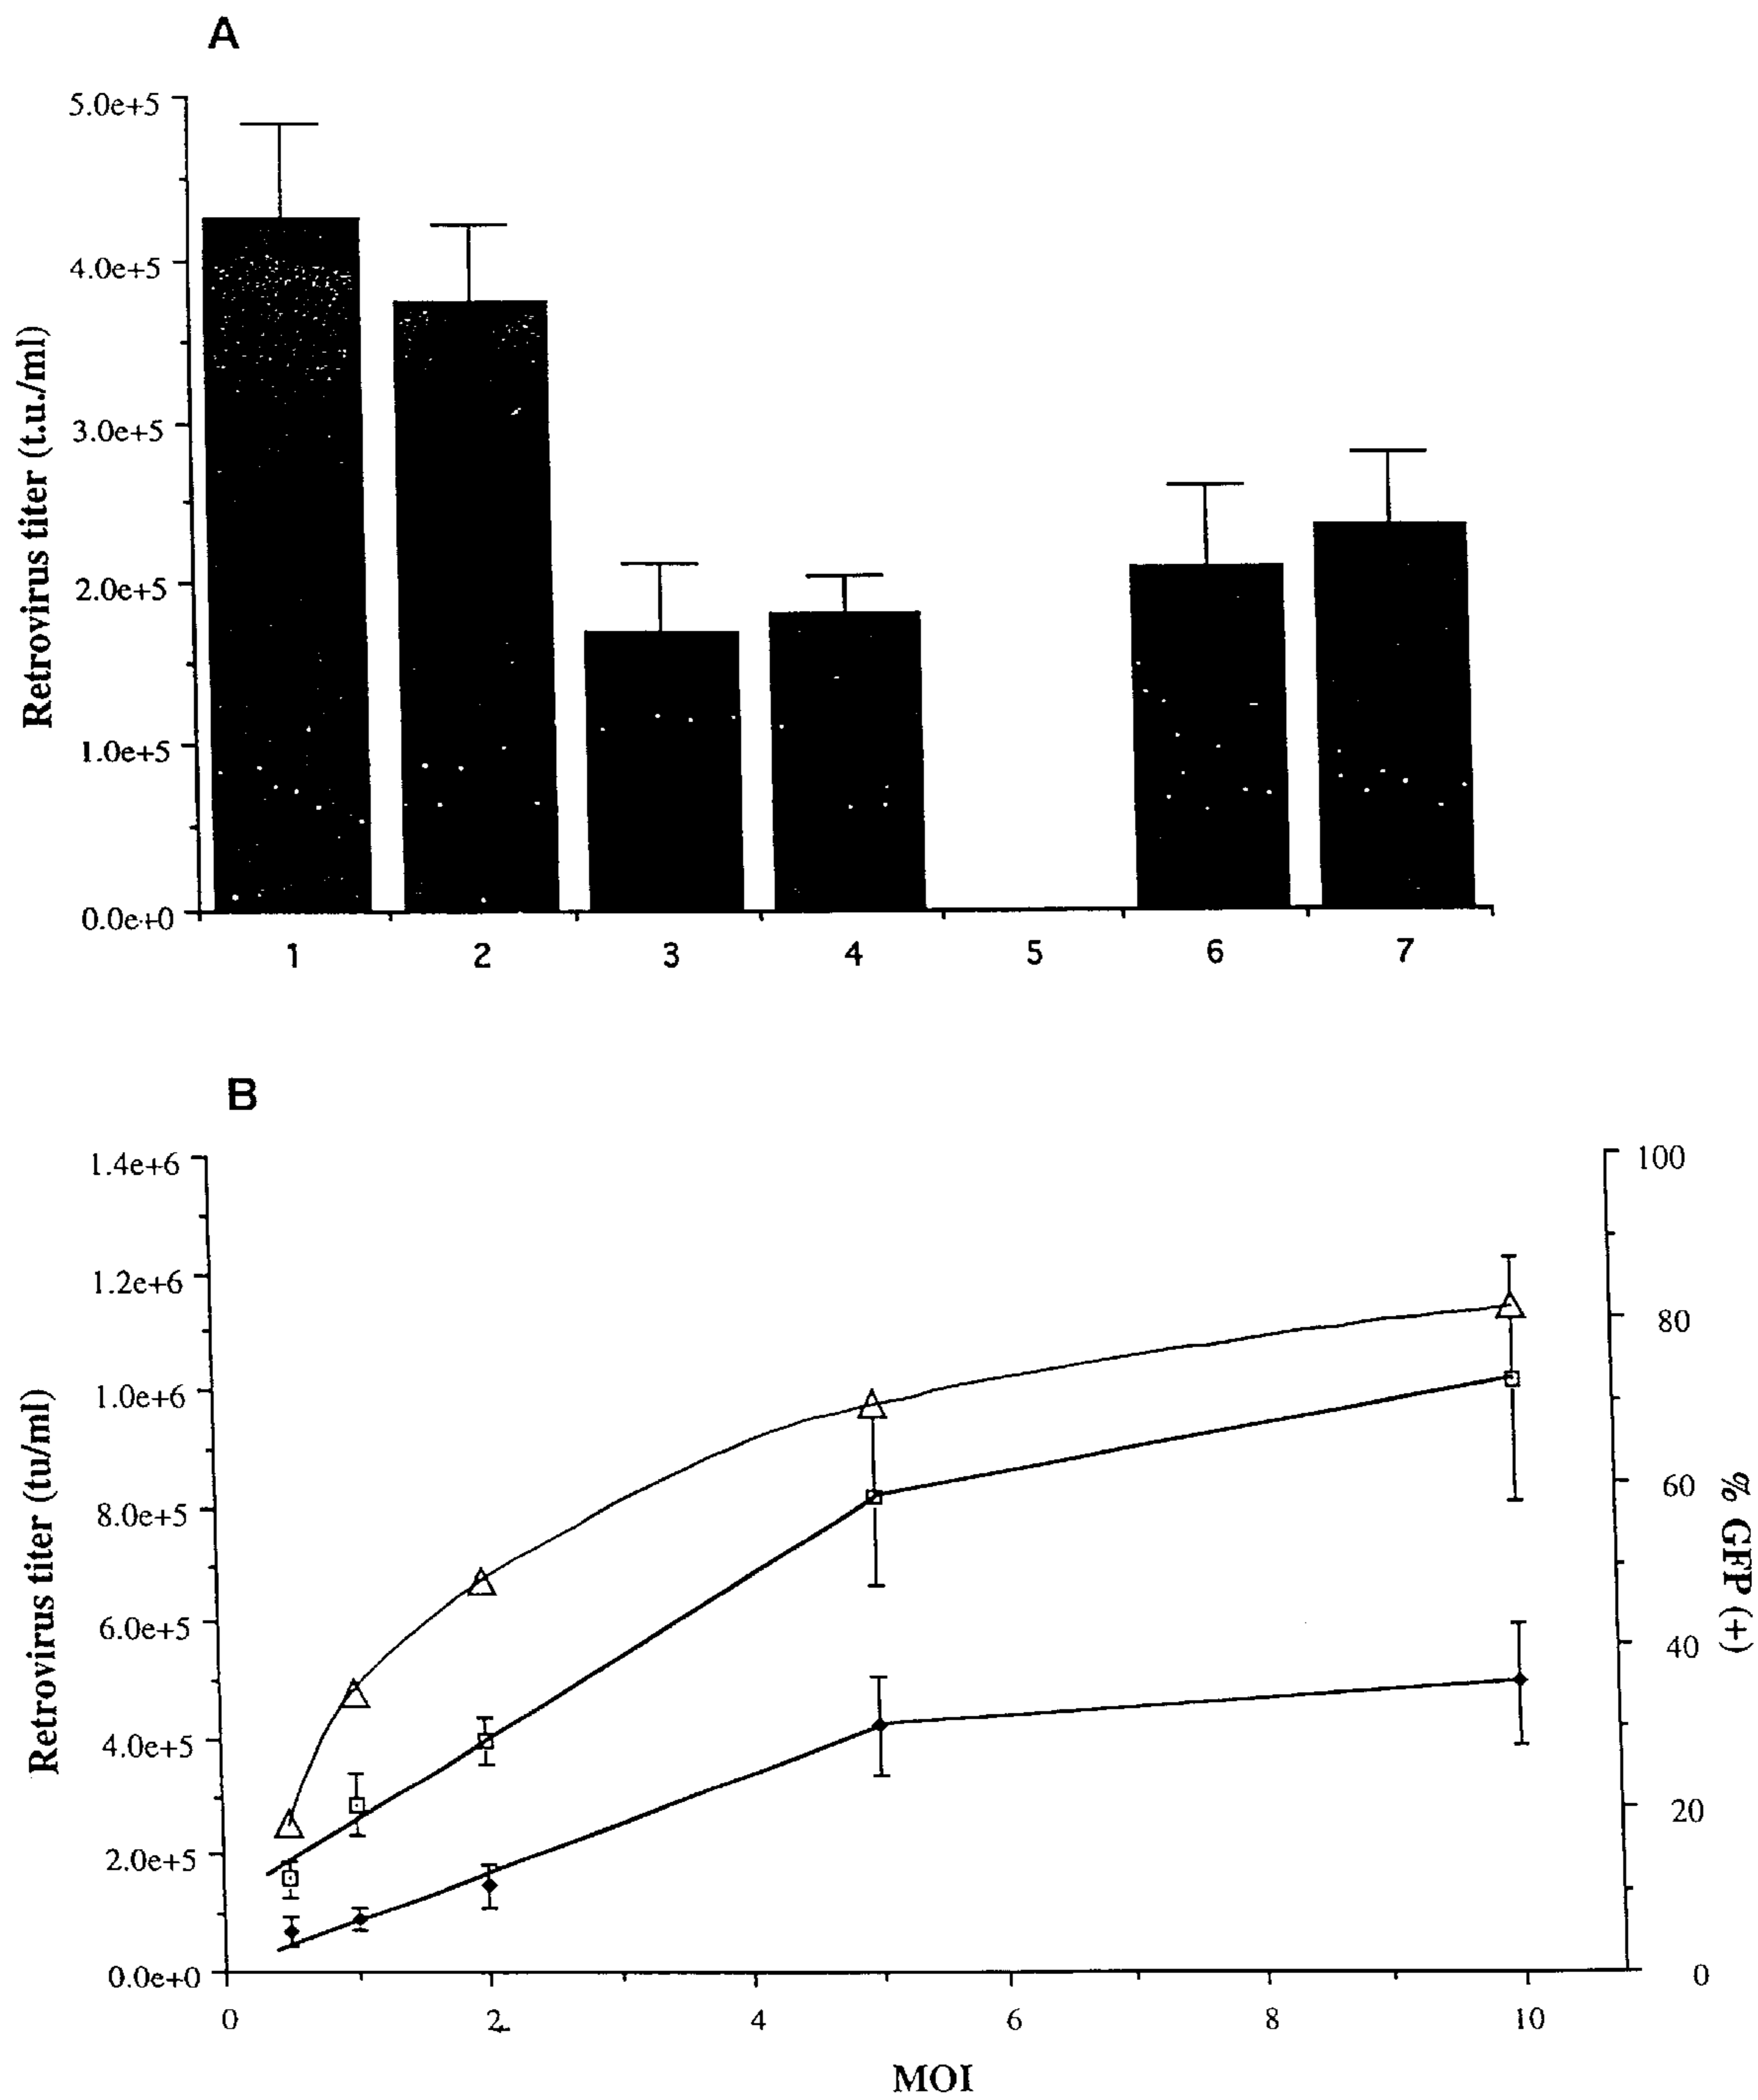 A
5.0e+5
4.0e+5
3.0e+5
2.0e+5
1.0e+5
0.0e+0
Retrovirus titer (t.u./ml)
1 2 3 4 5 6 7
B
1.4e+6
1.2e+6
1.0e+6
8.0e+5
6.0e+5
4.0e+5
2.0e+5
0.0e+0
Retrovirus titer (tu/ml)
100
80
60
40
20
0
% GFP (+)
0 2 4 6 8 10
MOI